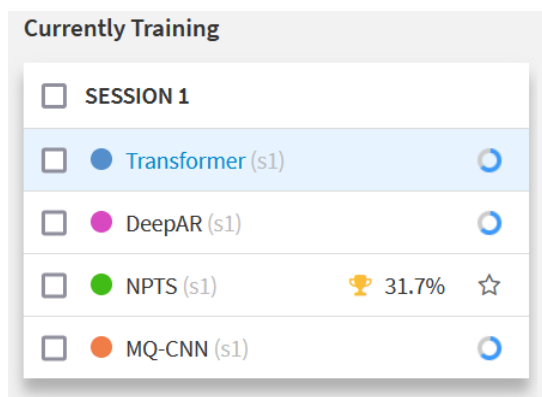 Currently Training
SESSION 1
Transformer (s1)
DeepAR (s1)
NPTS (s1) 31.7%
MQ-CNN (s1)